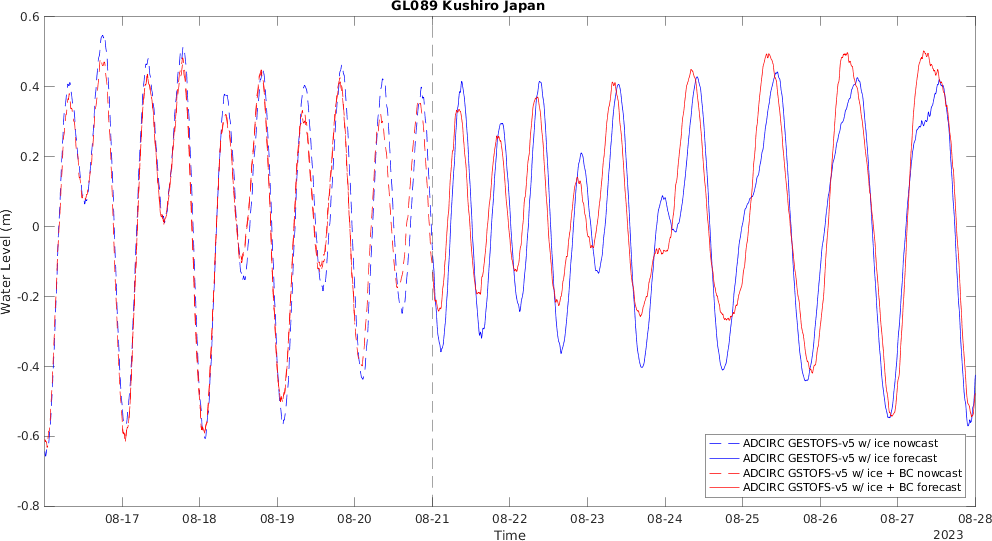 GL089 Kushiro Japan
0.6
0.4
0.2
0
-0.2
-0.4
-0.6
-0.8
Water Level (m)
ADCIRC GESTOFS-v5 w/ ice nowcast
ADCIRC GESTOFS-v5 w/ ice forecast
ADCIRC GSTOFS-v5 w/ ice + BC nowcast
ADCIRC GSTOFS-v5 w/ ice + BC forecast
08-17 08-18 08-19 08-20 08-21 08-22 08-23 08-24 08-25 08-26 08-27 08-28
Time
2023